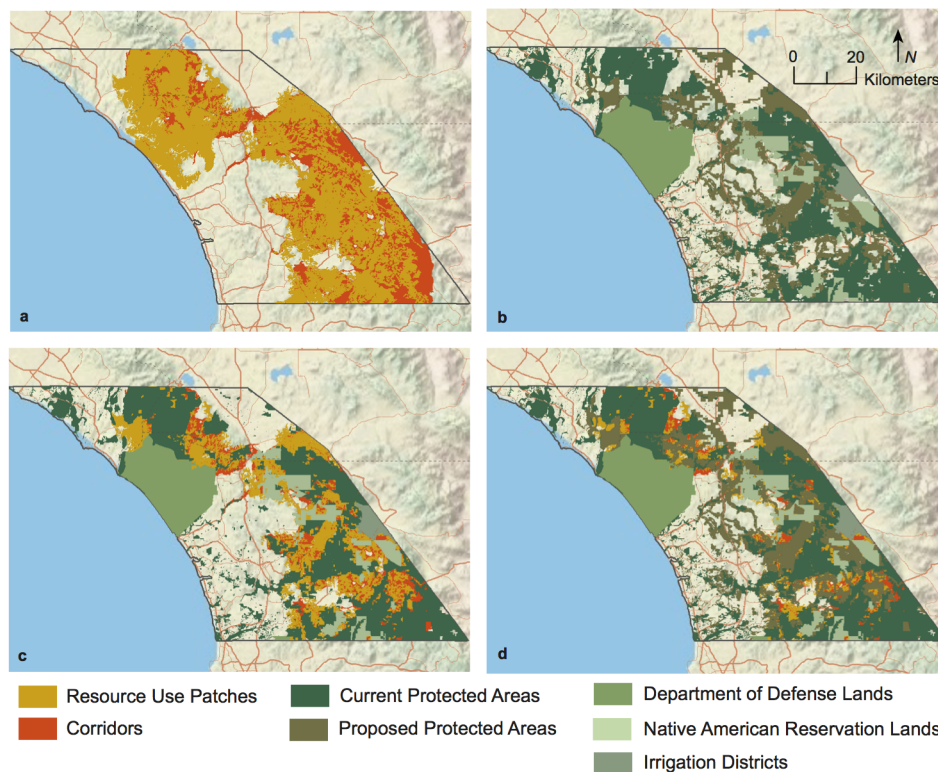 0 20
N
Kilometers
a
b
c
d
Resource Use Patches
Corridors
Current Protected Areas
Proposed Protected Areas
Department of Defense Lands
Native American Reservation Lands
Irrigation Districts